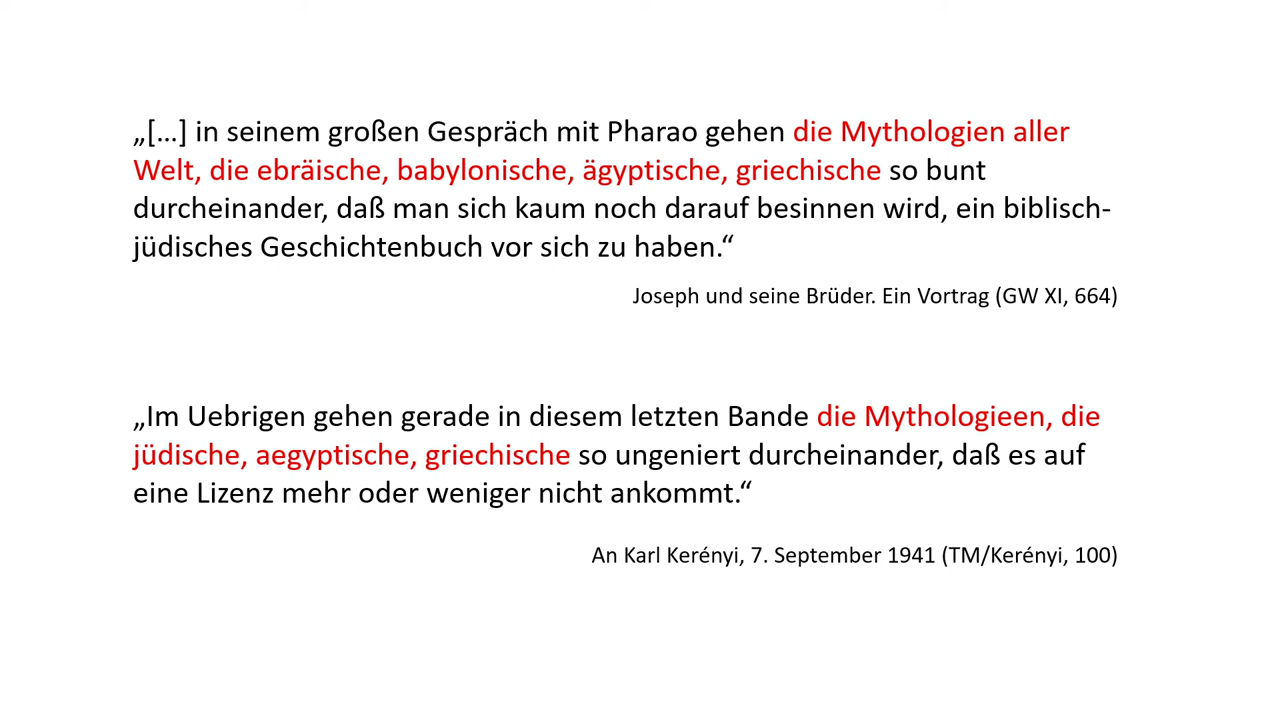 „[…] in seinem großen Gespräch mit Pharao gehen die Mythologien aller
Welt, die ebräische, babylonische, ägyptische, griechische so bunt
durcheinander, daß man sich kaum noch darauf besinnen wird, ein biblisch-
jüdisches Geschichtenbuch vor sich zu haben.“
Joseph und seine Brüder. Ein Vortrag (GW XI, 664)
„Im Uebrigen gehen gerade in diesem letzten Bande die Mythologieen, die
jüdische, aegyptische, griechische so ungeniert durcheinander, daß es auf
eine Lizenz mehr oder weniger nicht ankommt.“
An Karl Kerényi, 7. September 1941 (TM/Kerényi, 100)